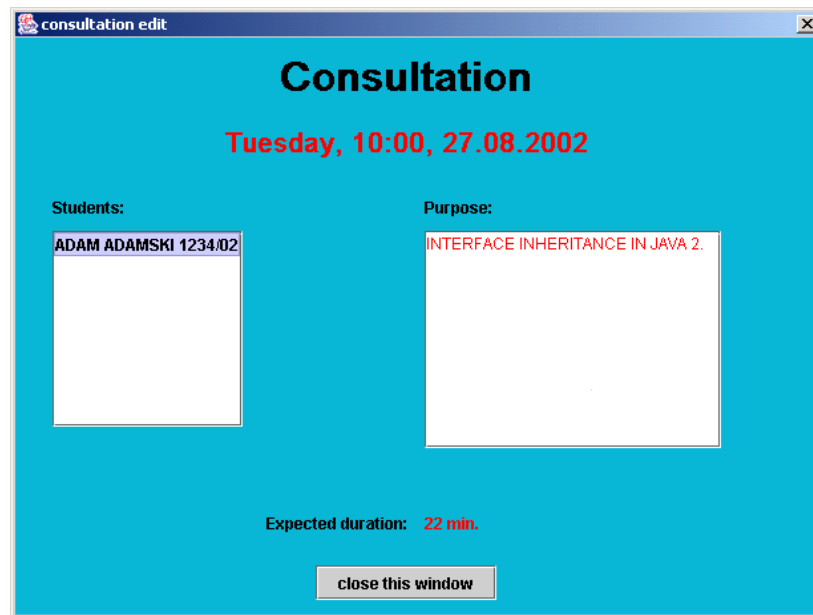 consultation edit
Consultation
Tuesday, 10:00, 27.08.2002
Students:
Purpose:
ADAM ADAMSKI 1234/02
INTERFACE INHERITANCE IN JAVA 2.
Expected duration: 22 min.
close this window